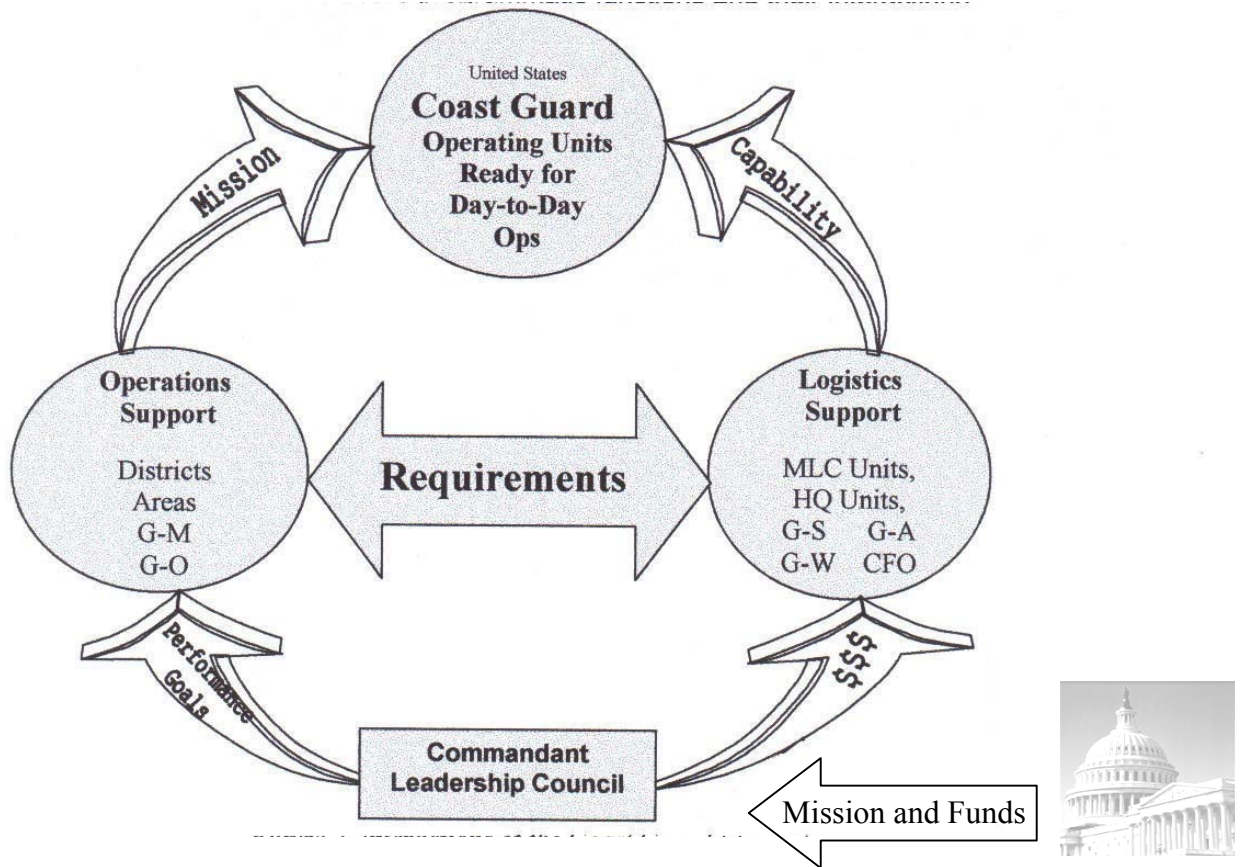 United States
Coast Guard
Operating Units
Ready for
Day-to-Day
Ops
Mission
Capability
Operations
Support
Districts
Areas
G-M
G-O
Requirements
Logistics
Support
MLC Units,
HQ Units,
G-S G-A
G-W CFO
Performance
Goals
$$$
Commandant
Leadership Council
Mission and Funds